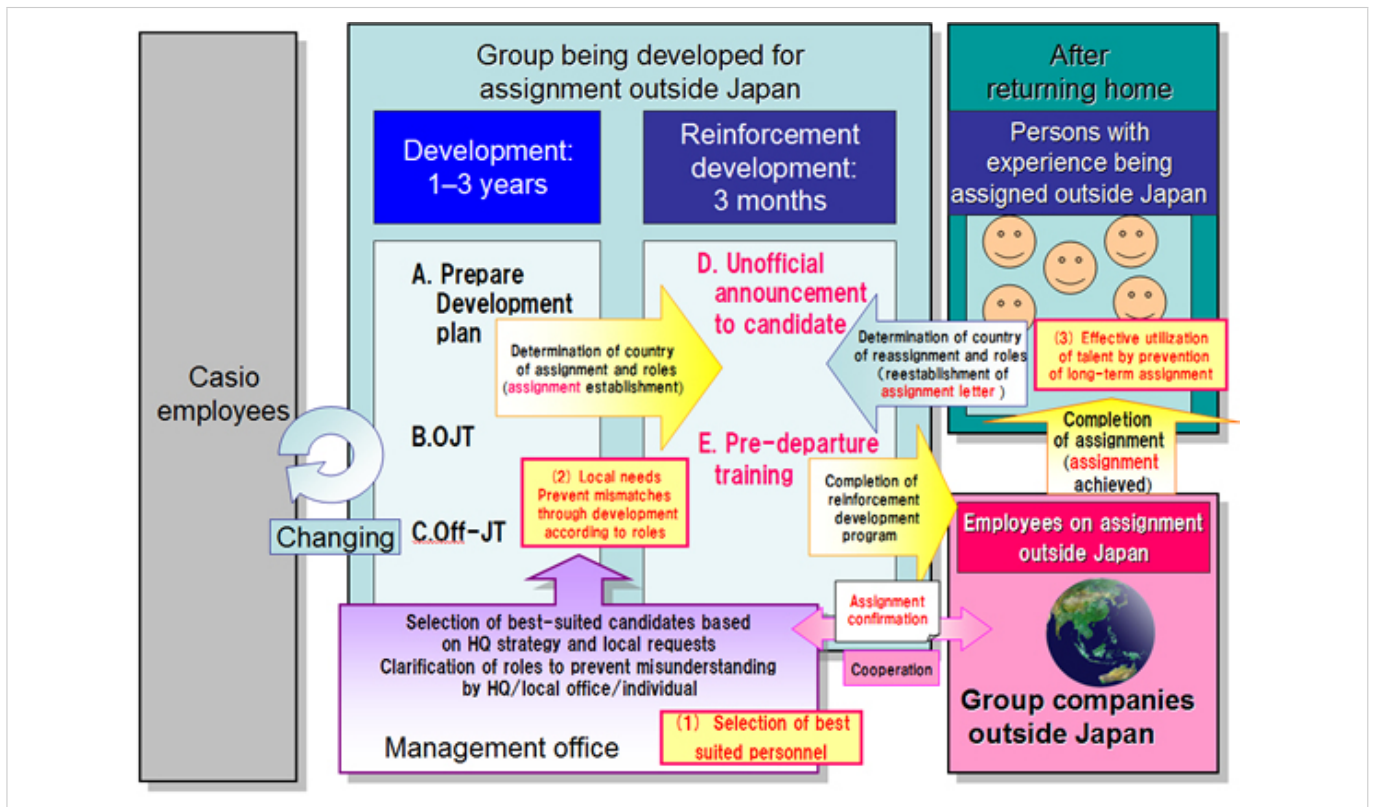 Casio
employees
Changing
Group being developed for
assignment outside Japan
Development:
1–3 years
A. Prepare
Development
plan
B.OJT
C.Off-JT
Determination of country
of assignment and roles
(assignment establishment)
(2) Local needs
Prevent mismatches
through development
according to roles
Reinforcement
development:
3 months
D. Unofficial
announcement
to candidate
E. Pre-departure
training
Completion of
reinforcement
development
program
After
returning home
Persons with
experience being
assigned outside Japan
Determination of country
of reassignment and roles
(reestablishment of
assignment letter)
(3) Effective utilization
of talent by prevention
of long-term assignment
Completion
of assignment
(assignment
achieved)
Employees on assignment
outside Japan
Group companies
outside Japan
Assignment
confirmation
Cooperation
Selection of best-suited candidates based
on HQ strategy and local requests
Clarification of roles to prevent misunderstanding
by HQ/local office/individual
Management office
(1) Selection of best
suited personnel